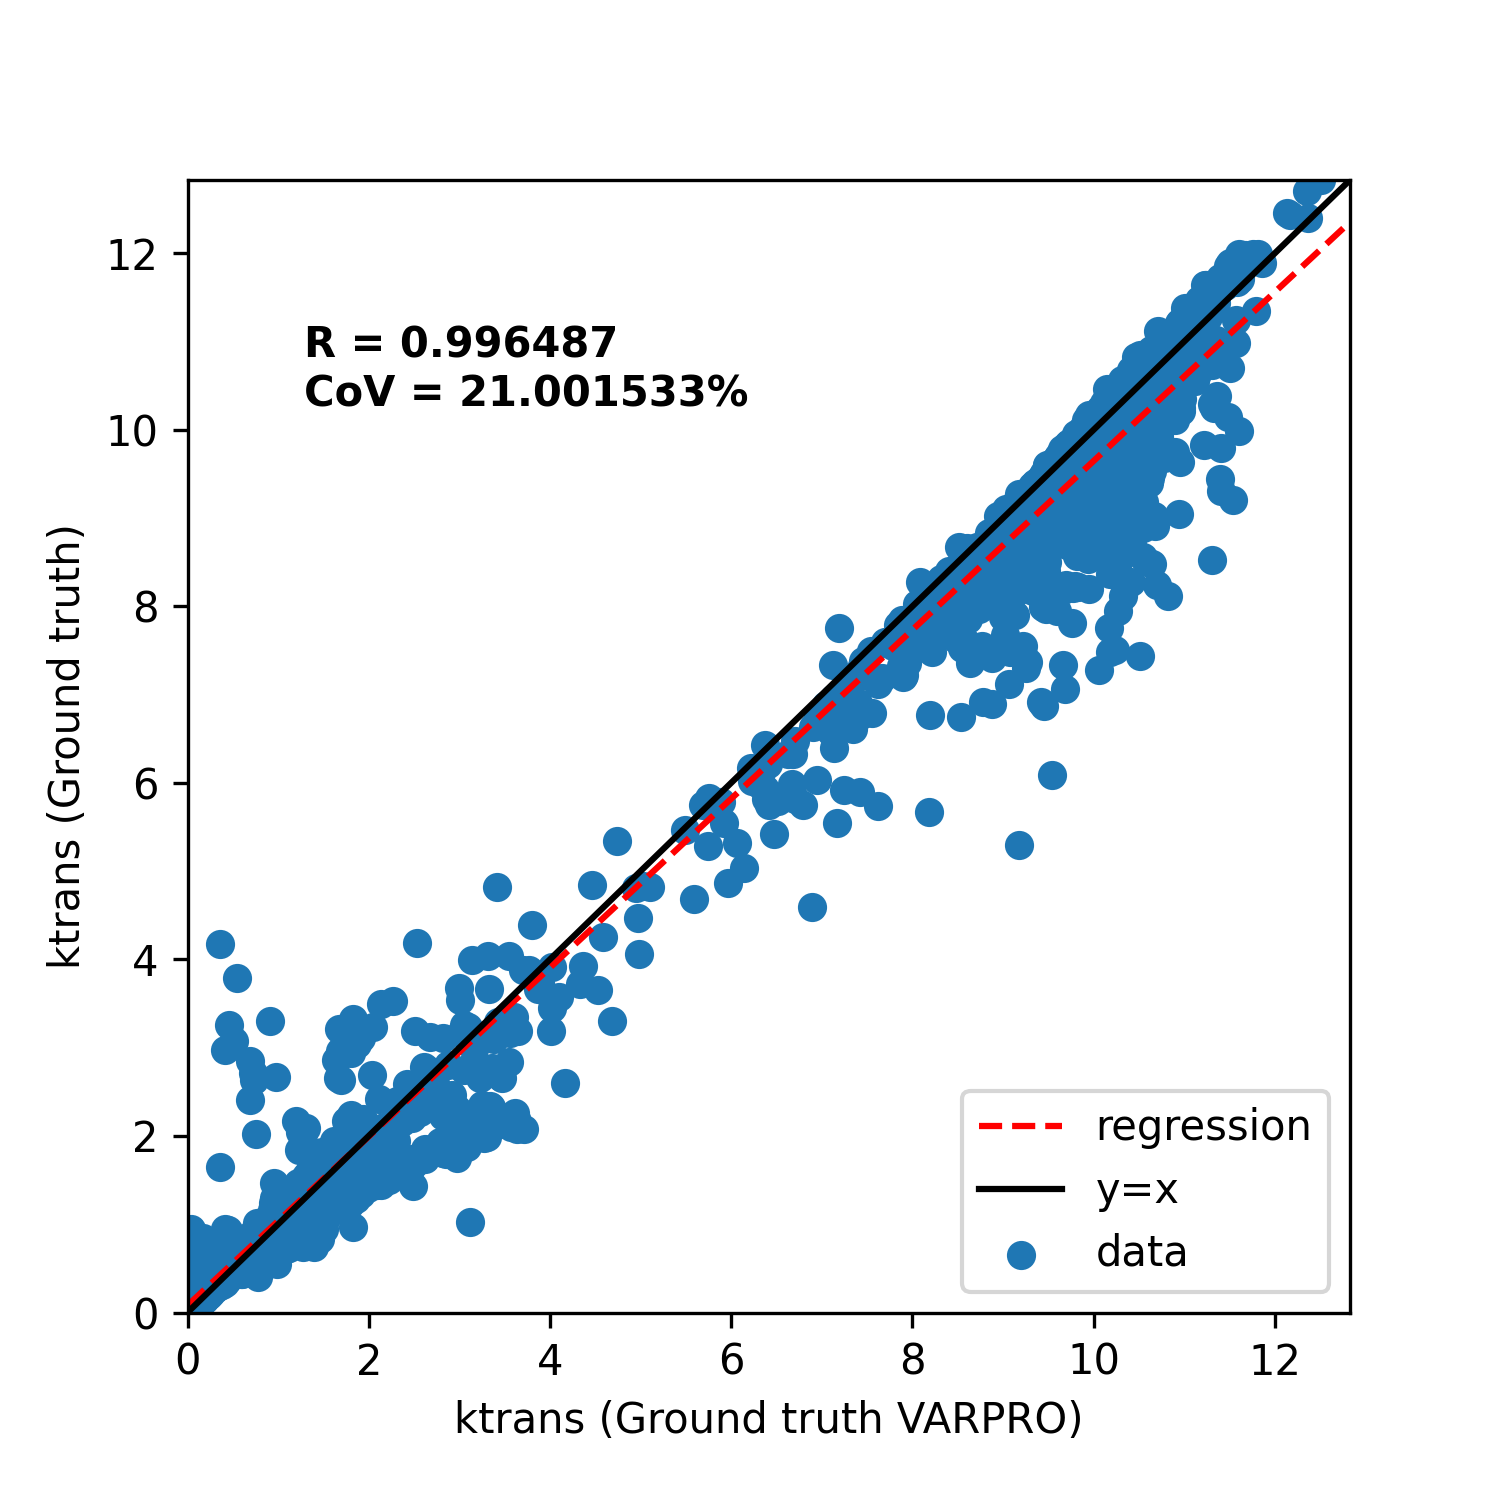 R = 0.996487
CoV = 21.001533%
12
10
8
6
4
2
0
0 2 4 6 8 10 12
ktrans (Ground truth)
ktrans (Ground truth VARPRO)
regression
y=x
data